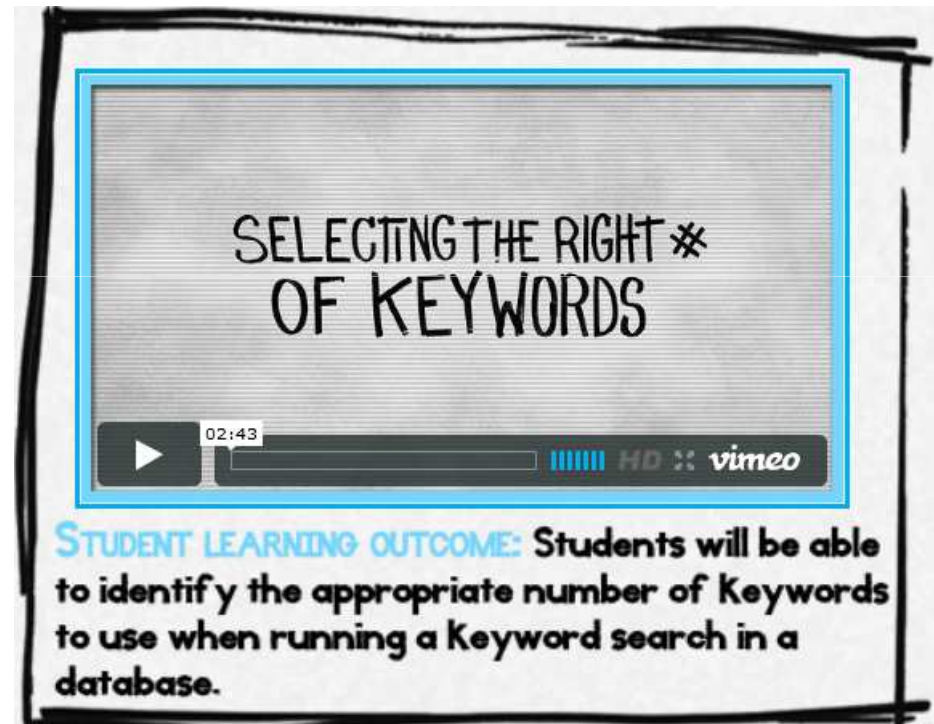 SELECTING THE RIGHT #
OF KEYWORDS
02:43
HD vimeo
STUDENT LEARNING OUTCOME: Students will be able
to identify the appropriate number of Keywords
to use when running a Keyword search in a
database.